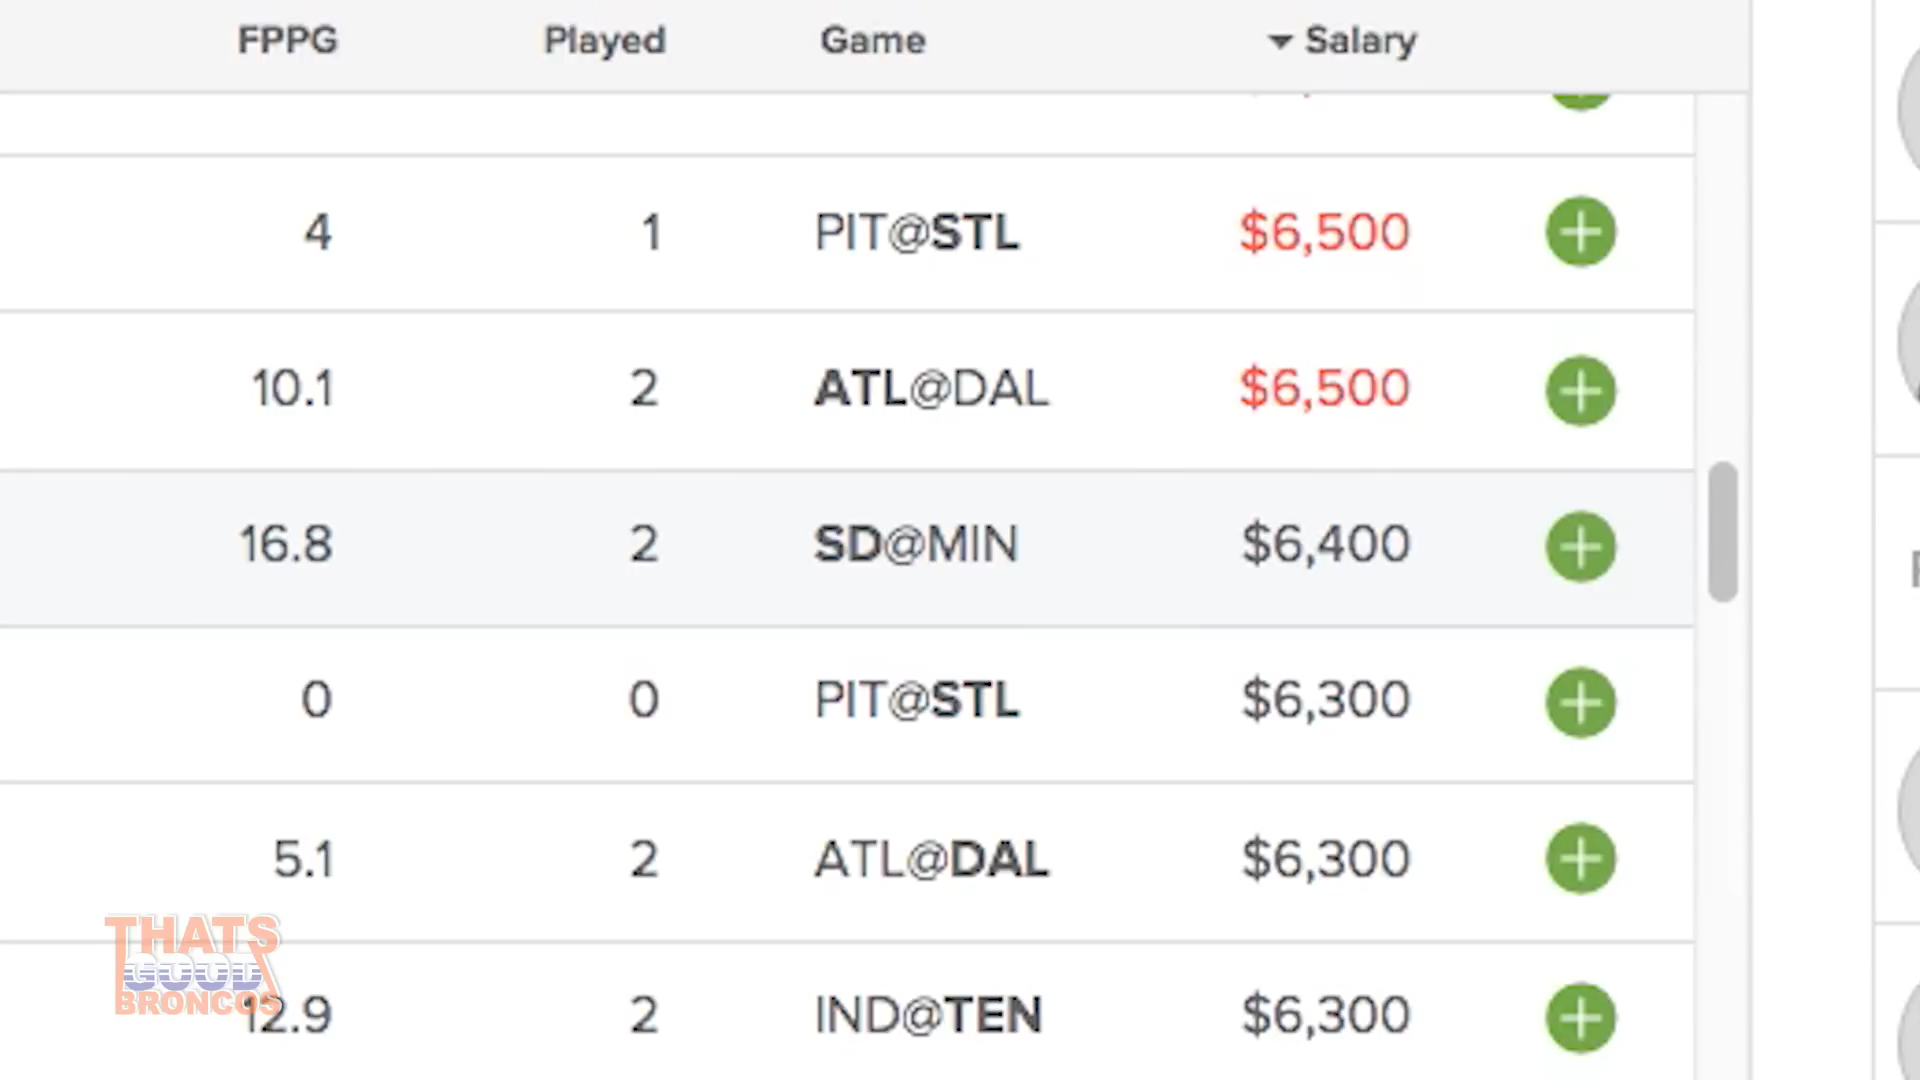 FPPG Played Game Salary
4 1 PIT@STL $6,500
10.1 2 ATL@DAL $6,500
16.8 2 SD@MIN $6,400
0 0 PIT@STL $6,300
5.1 2 ATL@DAL $6,300
12.9 2 IND@TEN $6,300
THATS
GOOD
BRONCOS